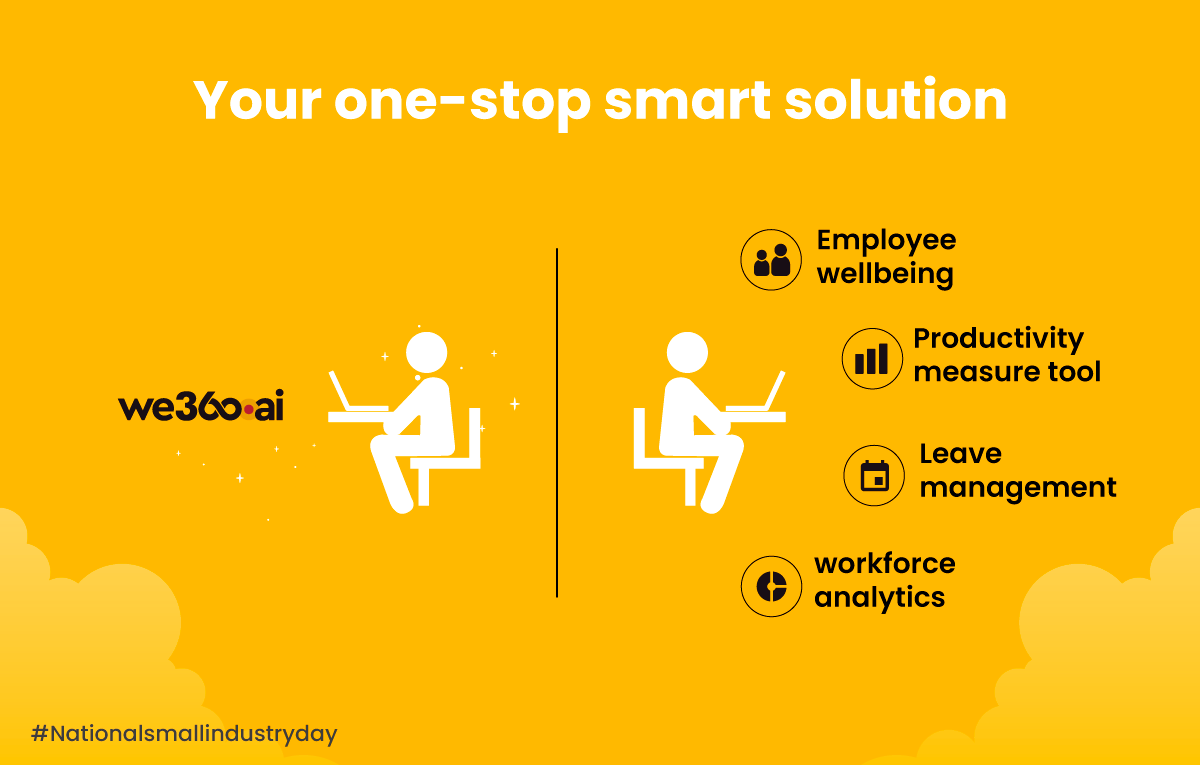 Your one-stop smart solution
we360.ai
Employee
wellbeing
Productivity
measure tool
Leave
management
workforce
analytics
#Nationalsmallindustryday